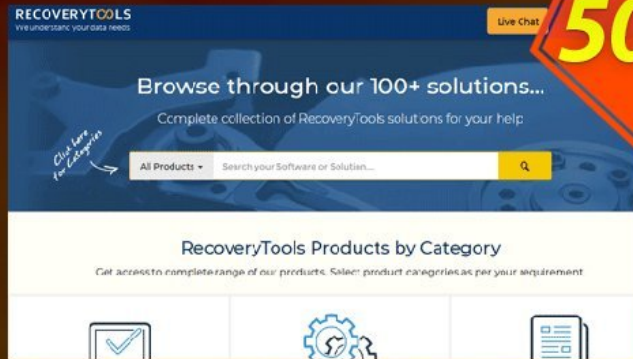 RECOVERYTOOLS
We understand your data needs
Live Chat
50
Browse through our 100+ solutions...
Complete collection of RecoveryTools solutions for your help
Click here
for Categories
All Products
Search your Software or Solution...
RecoveryTools Products by Category
Get access to complete range of our products. Select product categories as per your requirement